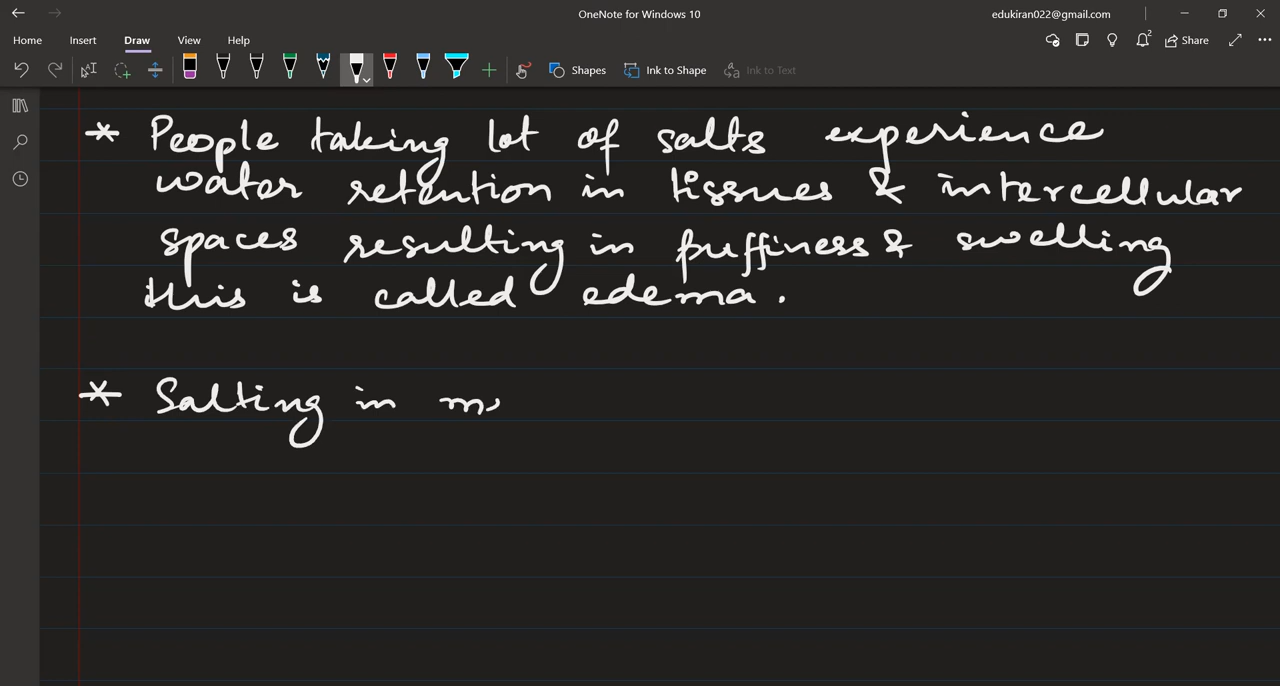 OneNote for Windows 10
edukiran022@gmail.com
Home Insert Draw View Help
2
Share
Shapes
Ink to Shape
Ink to Text
* People taking lot of salts experience
water retention in tissues & intercellular
spaces resulting in puffiness & swelling
this is called edema.
* Salting in